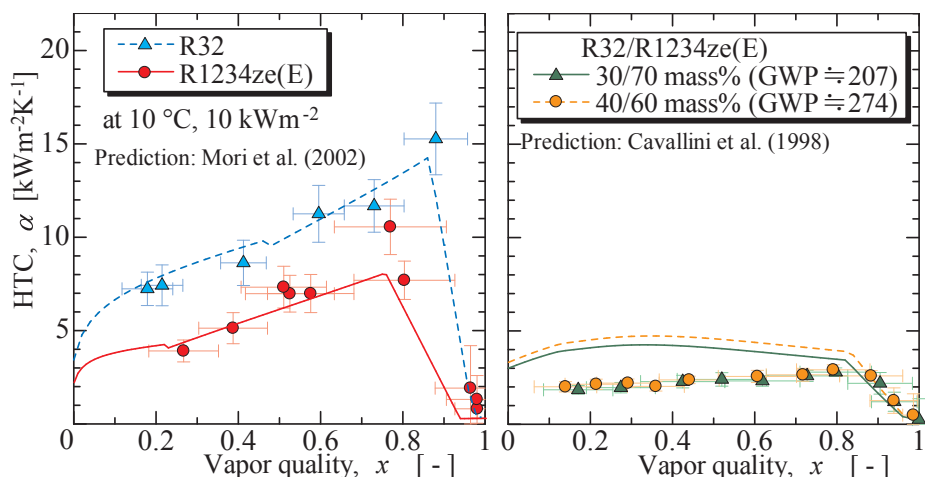 HTC, α [kWm-2K-1]
20
15
10
5
0
R32
R1234ze(E)
at 10 °C, 10 kWm-2
Prediction: Mori et al. (2002)
0 0.2 0.4 0.6 0.8 1
Vapor quality, x [ - ]
R32/R1234ze(E)
30/70 mass% (GWP ≒ 207)
40/60 mass% (GWP ≒ 274)
Prediction: Cavallini et al. (1998)
0.2 0.4 0.6 0.8 1
Vapor quality, x [ - ]